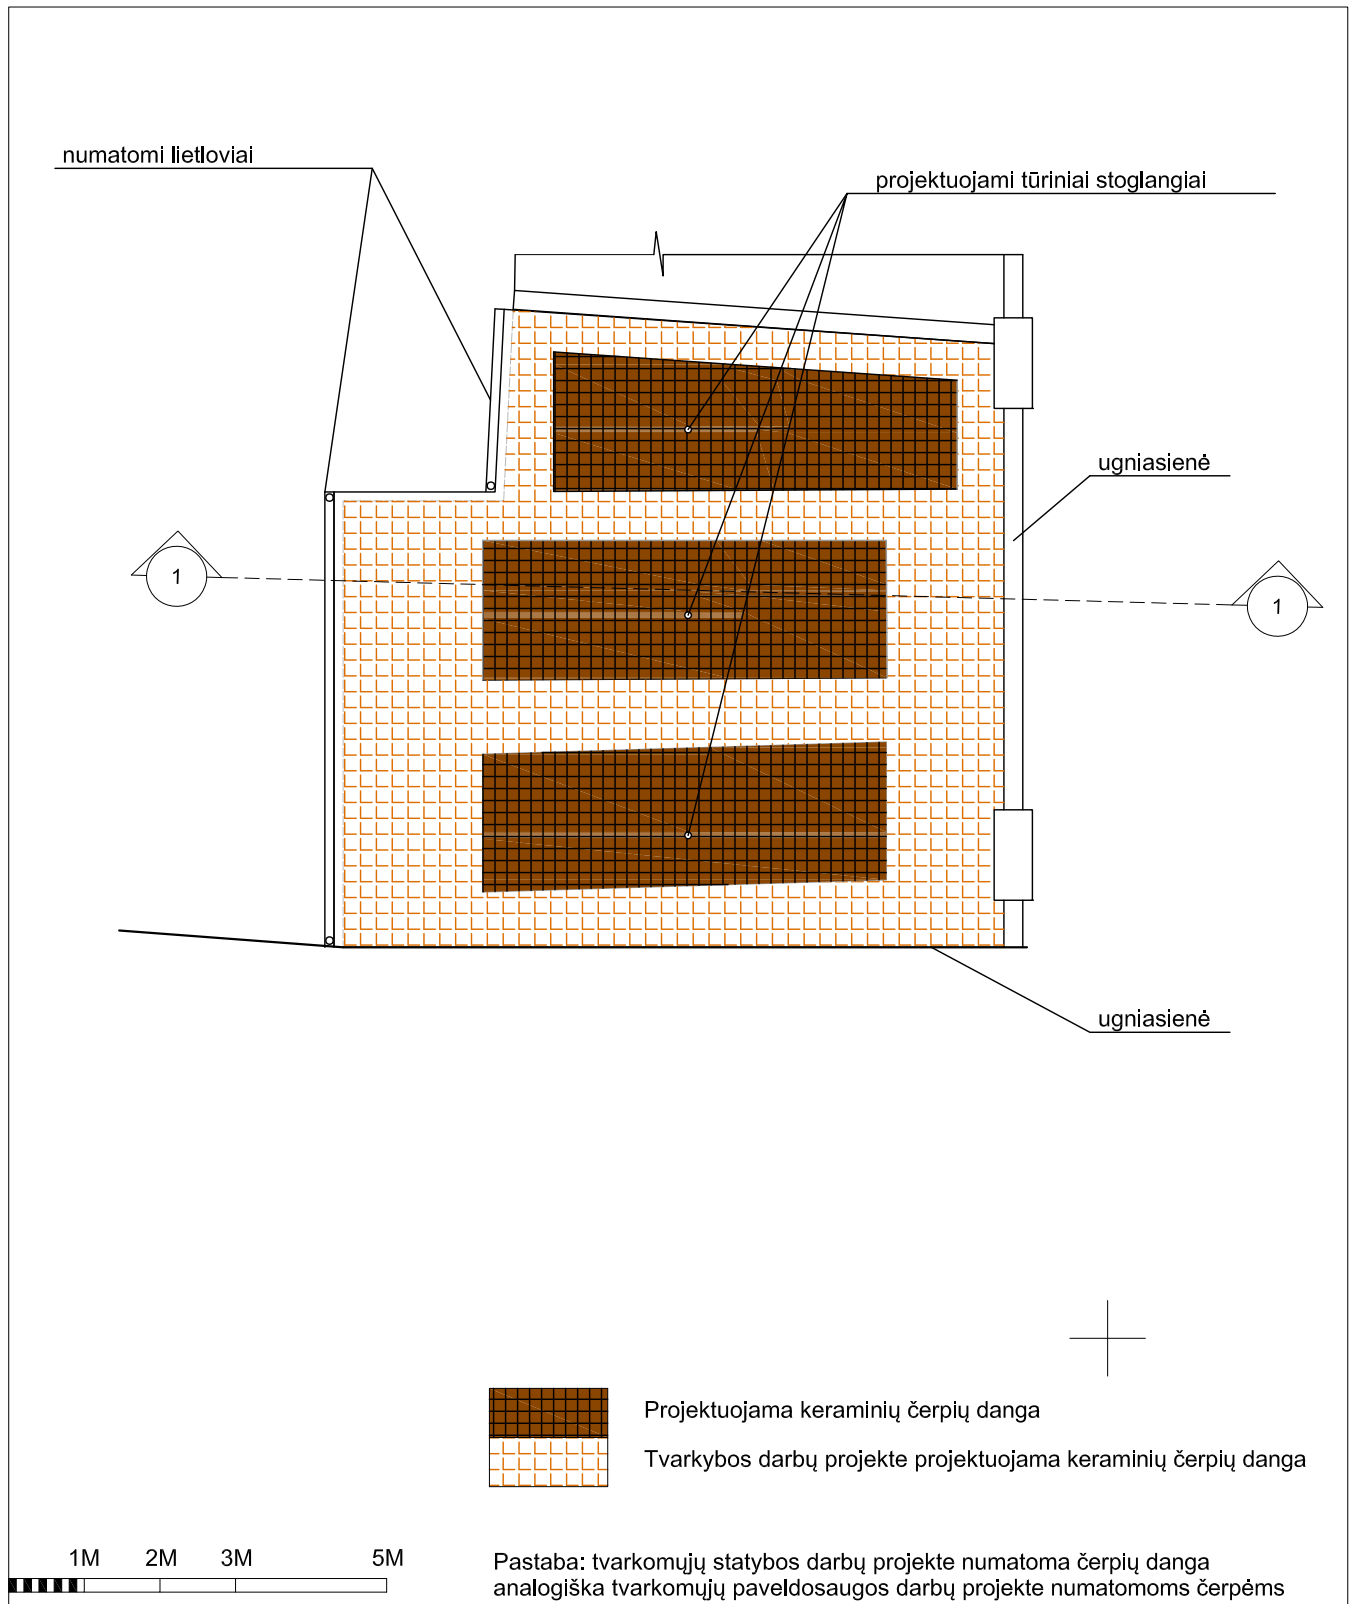 numatomi lietloviai
projektuojami tūriniai stoglangiai
ugniasienė
1
1
ugniasienė
Projektuojama keraminių čerpių danga
Tvarkybos darbų projekte projektuojama keraminių čerpių danga
1M 2M 3M 5M
Pastaba: tvarkomųjų statybos darbų projekte numatoma čerpių danga
analogiška tvarkomųjų paveldosaugos darbų projekte numatomoms čerpėms